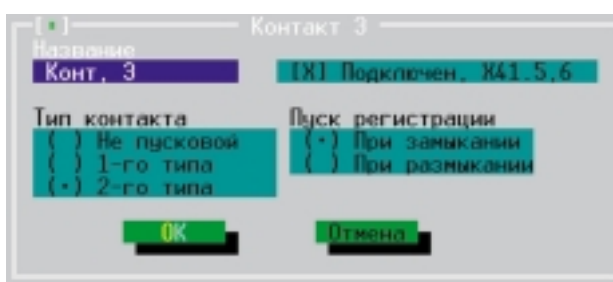 [▪] Контакт 3
Название
Конт, 3 [X] Подключен, X41.5,6
Тип контакта Пуск регистрации
( ) Не пусковой (•) При замыкании
( ) 1-го типа ( ) При размыкании
(•) 2-го типа
OK Отмена